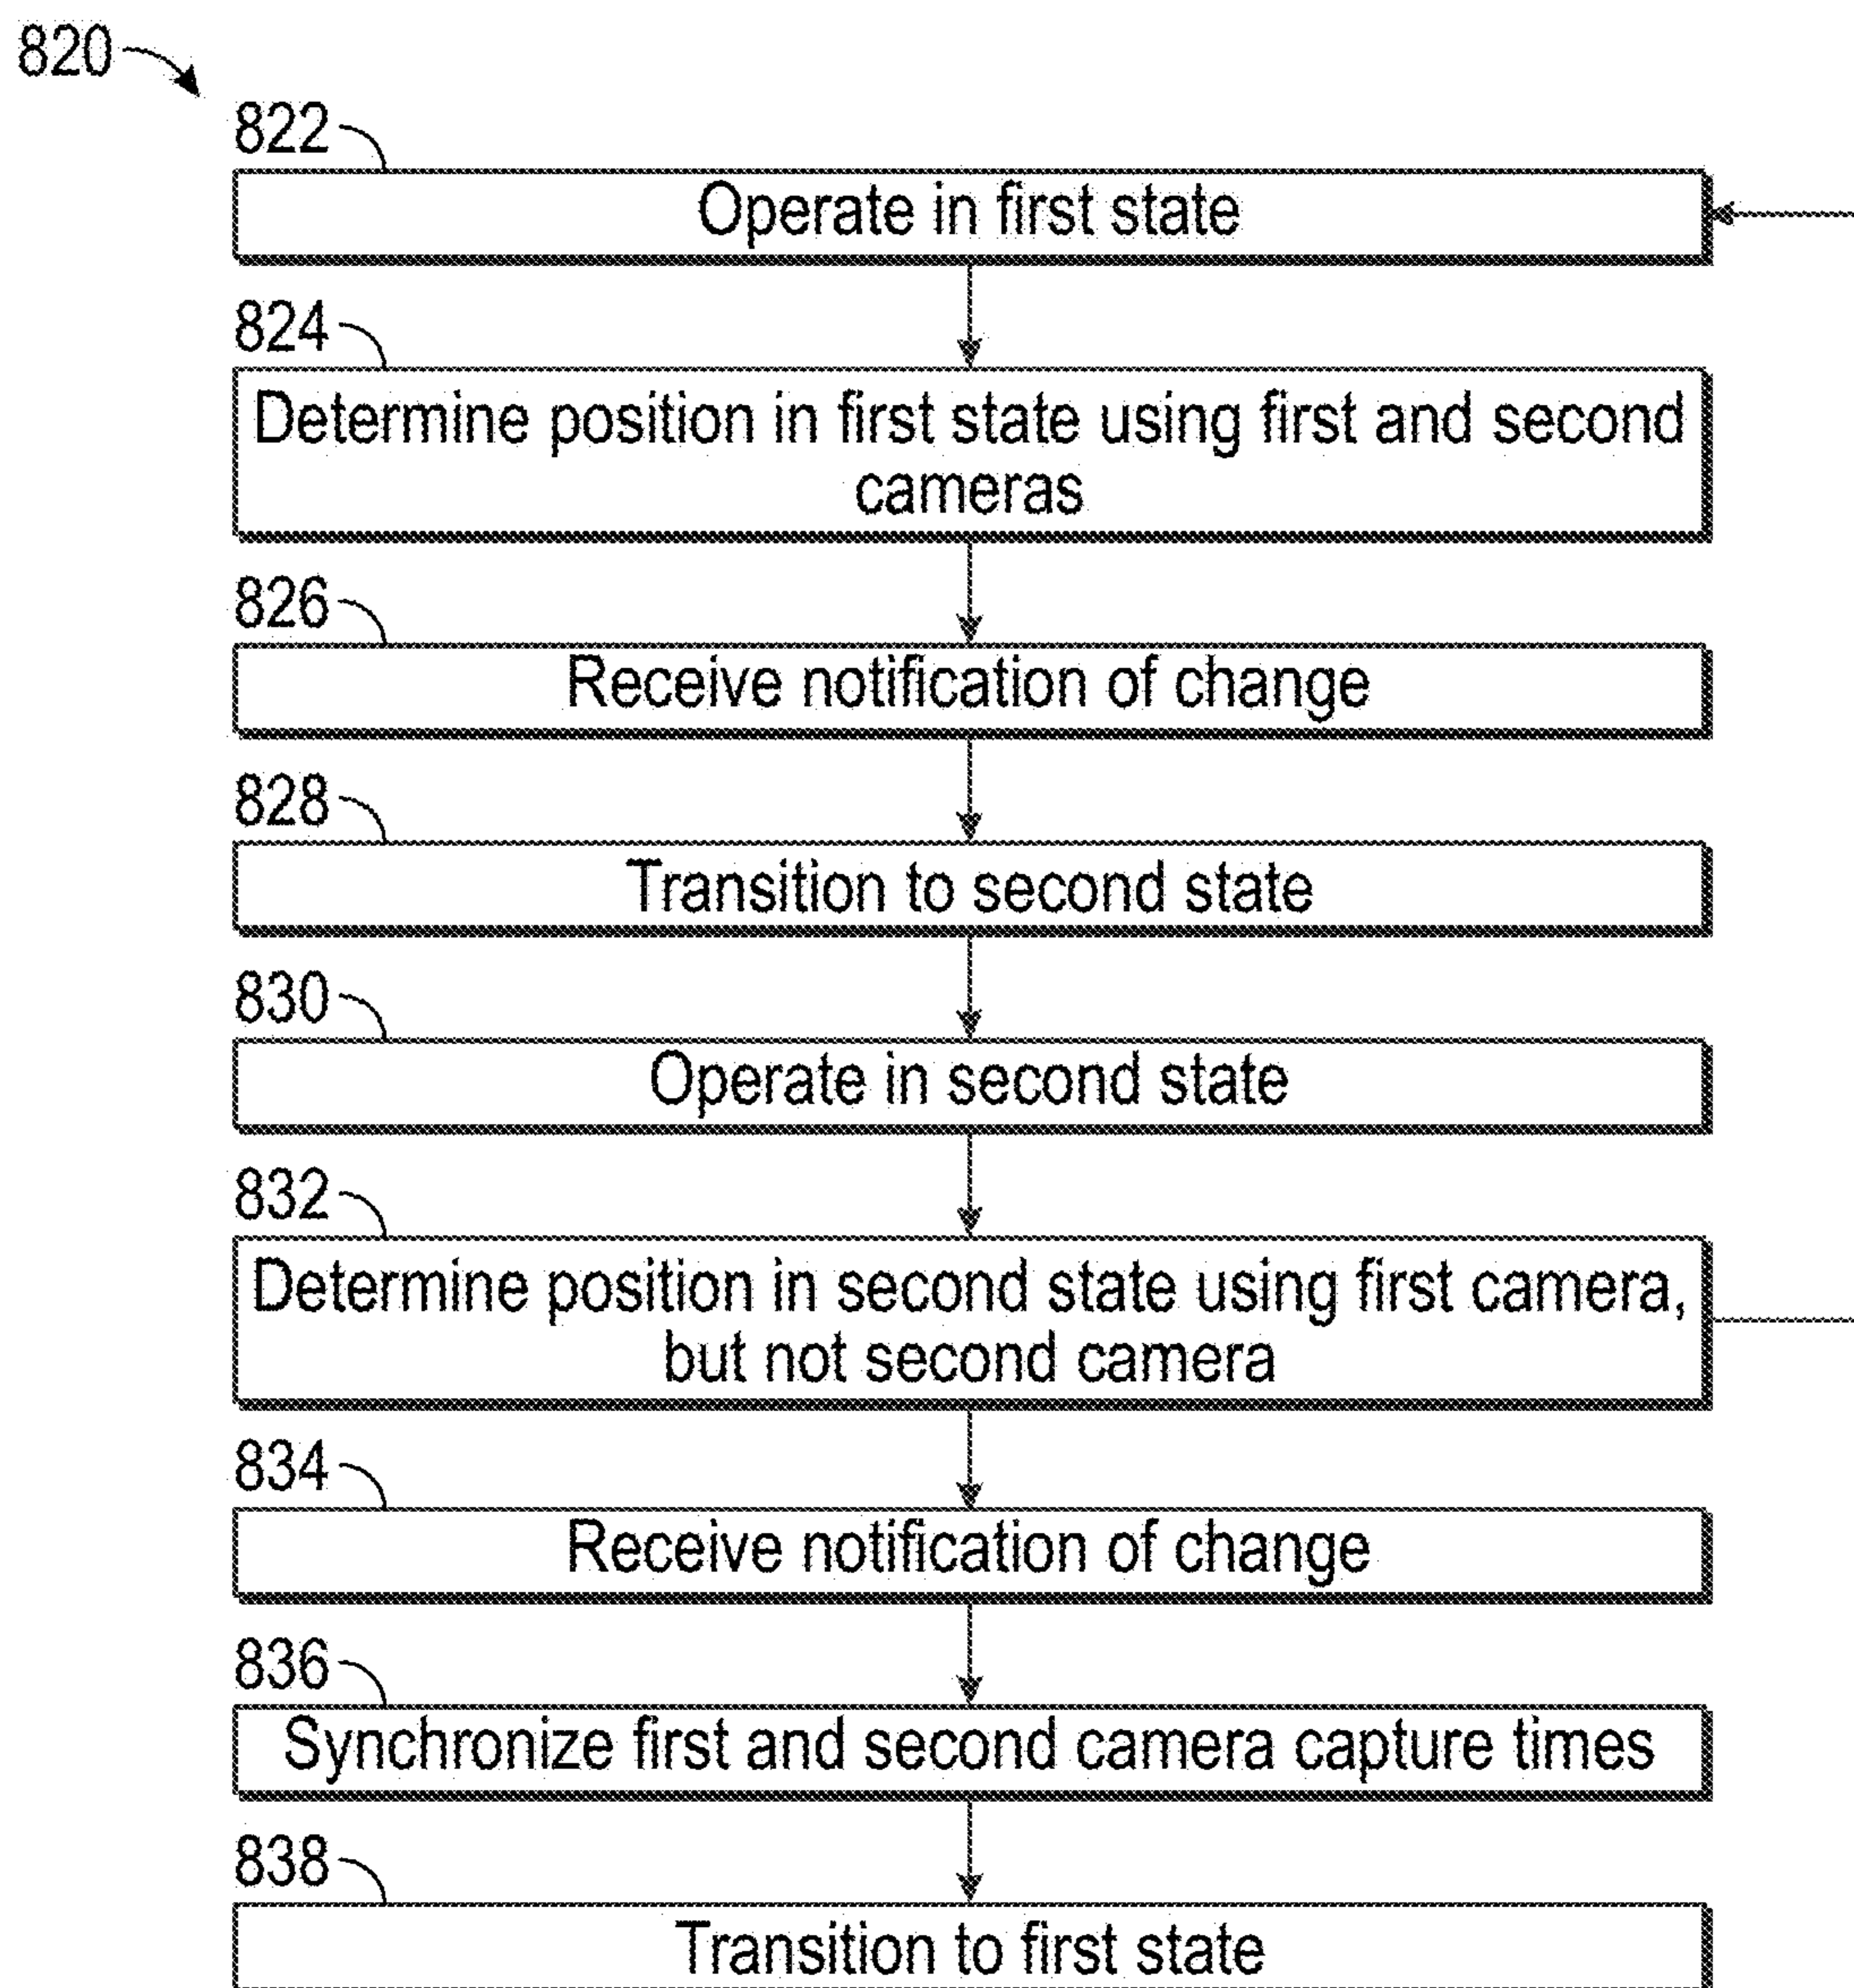 820
822
Operate in first state
824
Determine position in first state using first and second
cameras
826
Receive notification of change
828
Transition to second state
830
Operate in second state
832
Determine position in second state using first camera,
but not second camera
834
Receive notification of change
836
Synchronize first and second camera capture times
838
Transition to first state